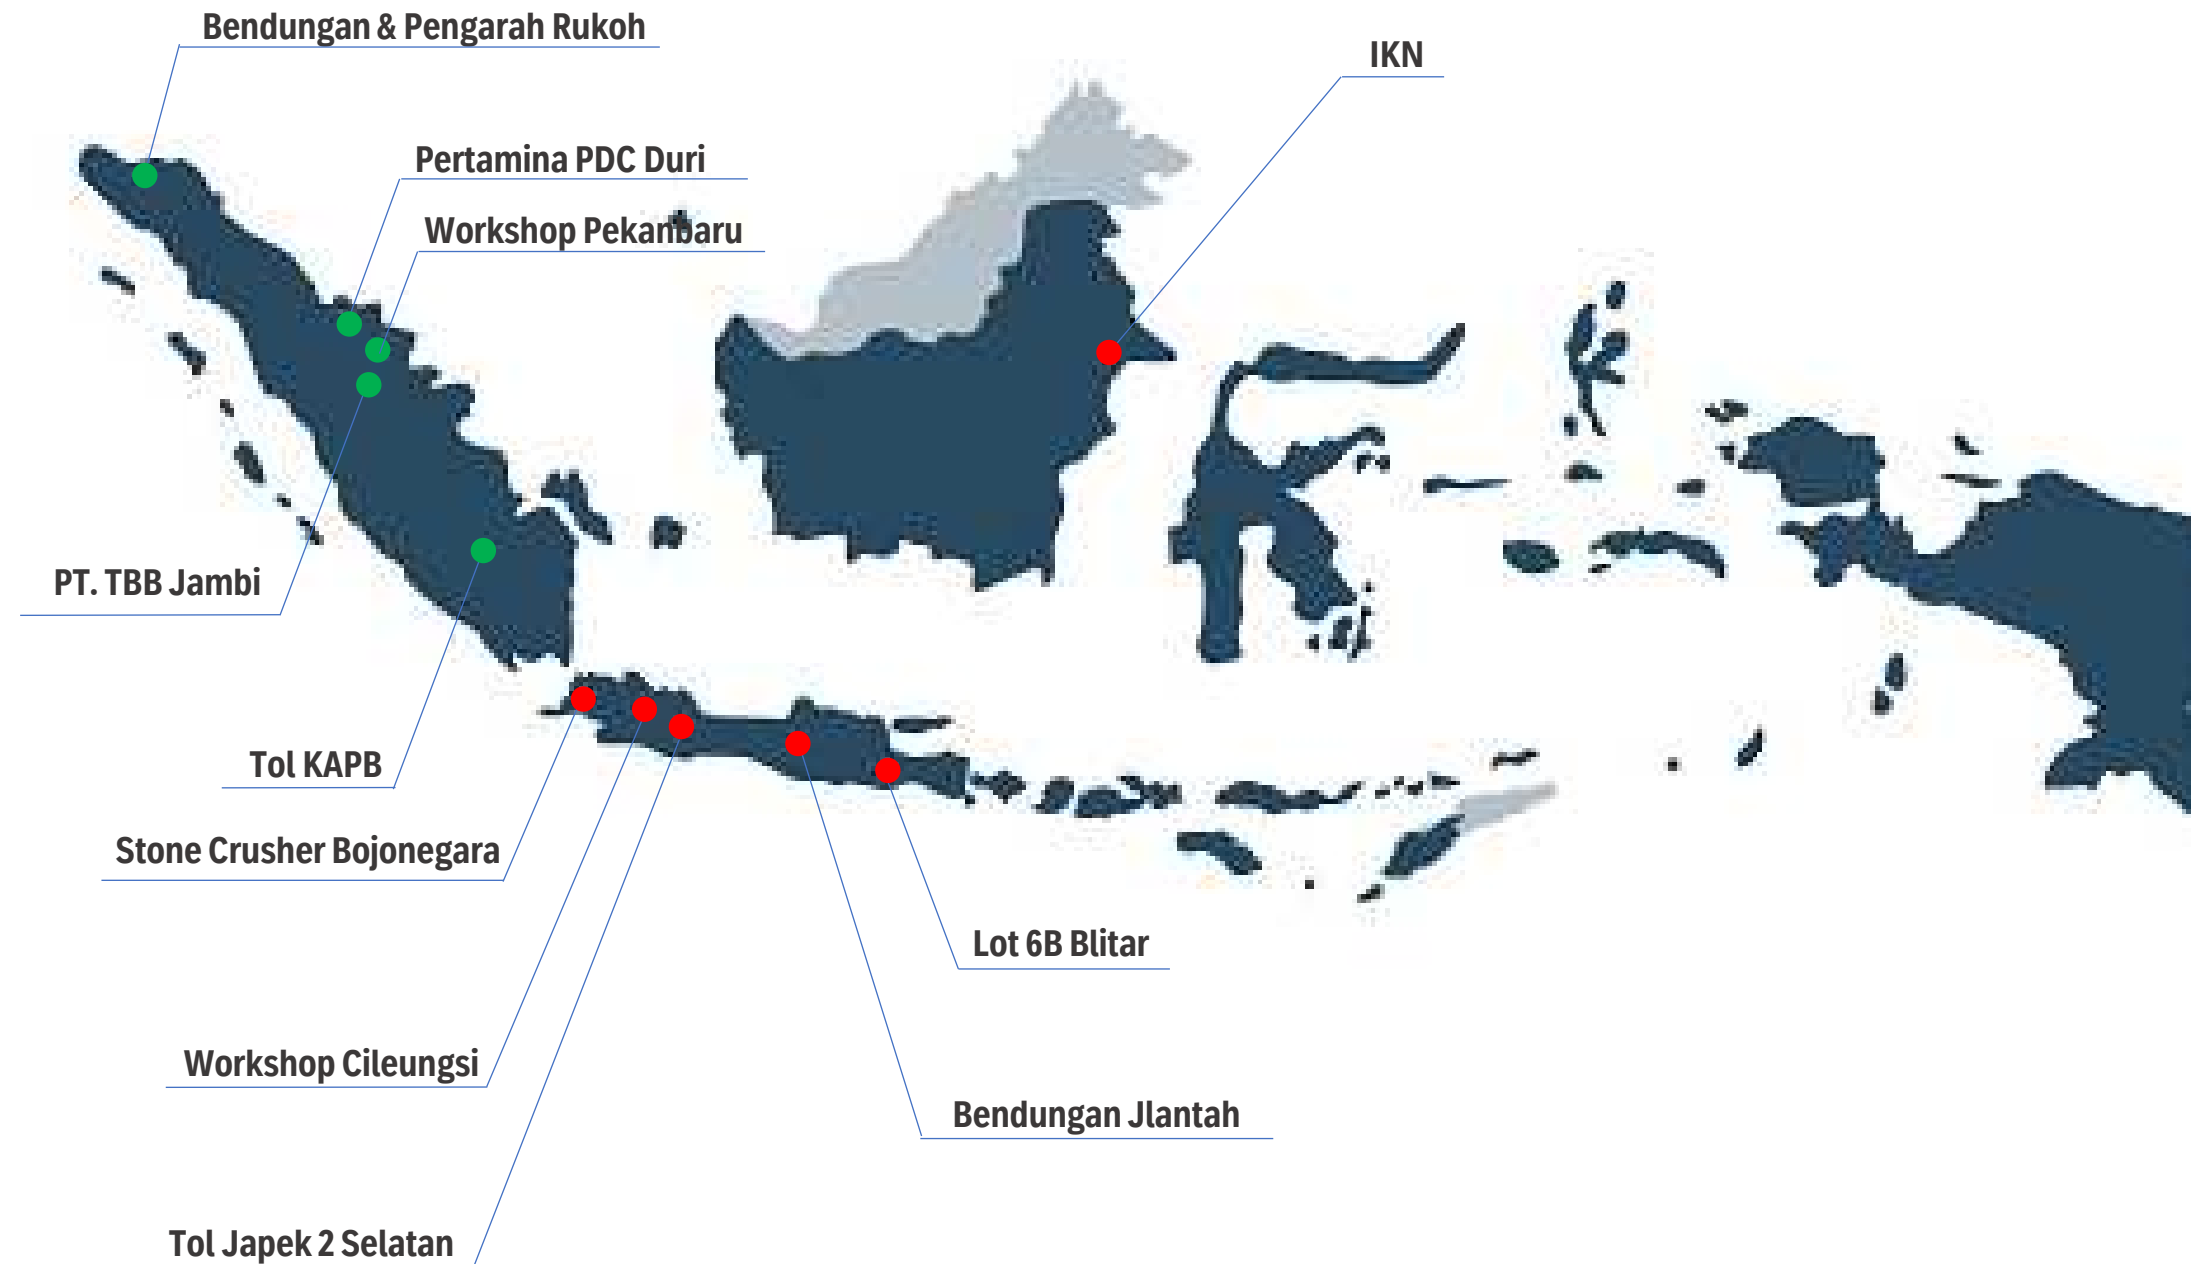 Bendungan & Pengarah Rukoh
IKN
Pertamina PDC Duri
Workshop Pekanbaru
PT. TBB Jambi
Tol KAPB
Stone Crusher Bojonegara
Lot 6B Blitar
Workshop Cileungsi
Bendungan Jlantah
Tol Japek 2 Selatan